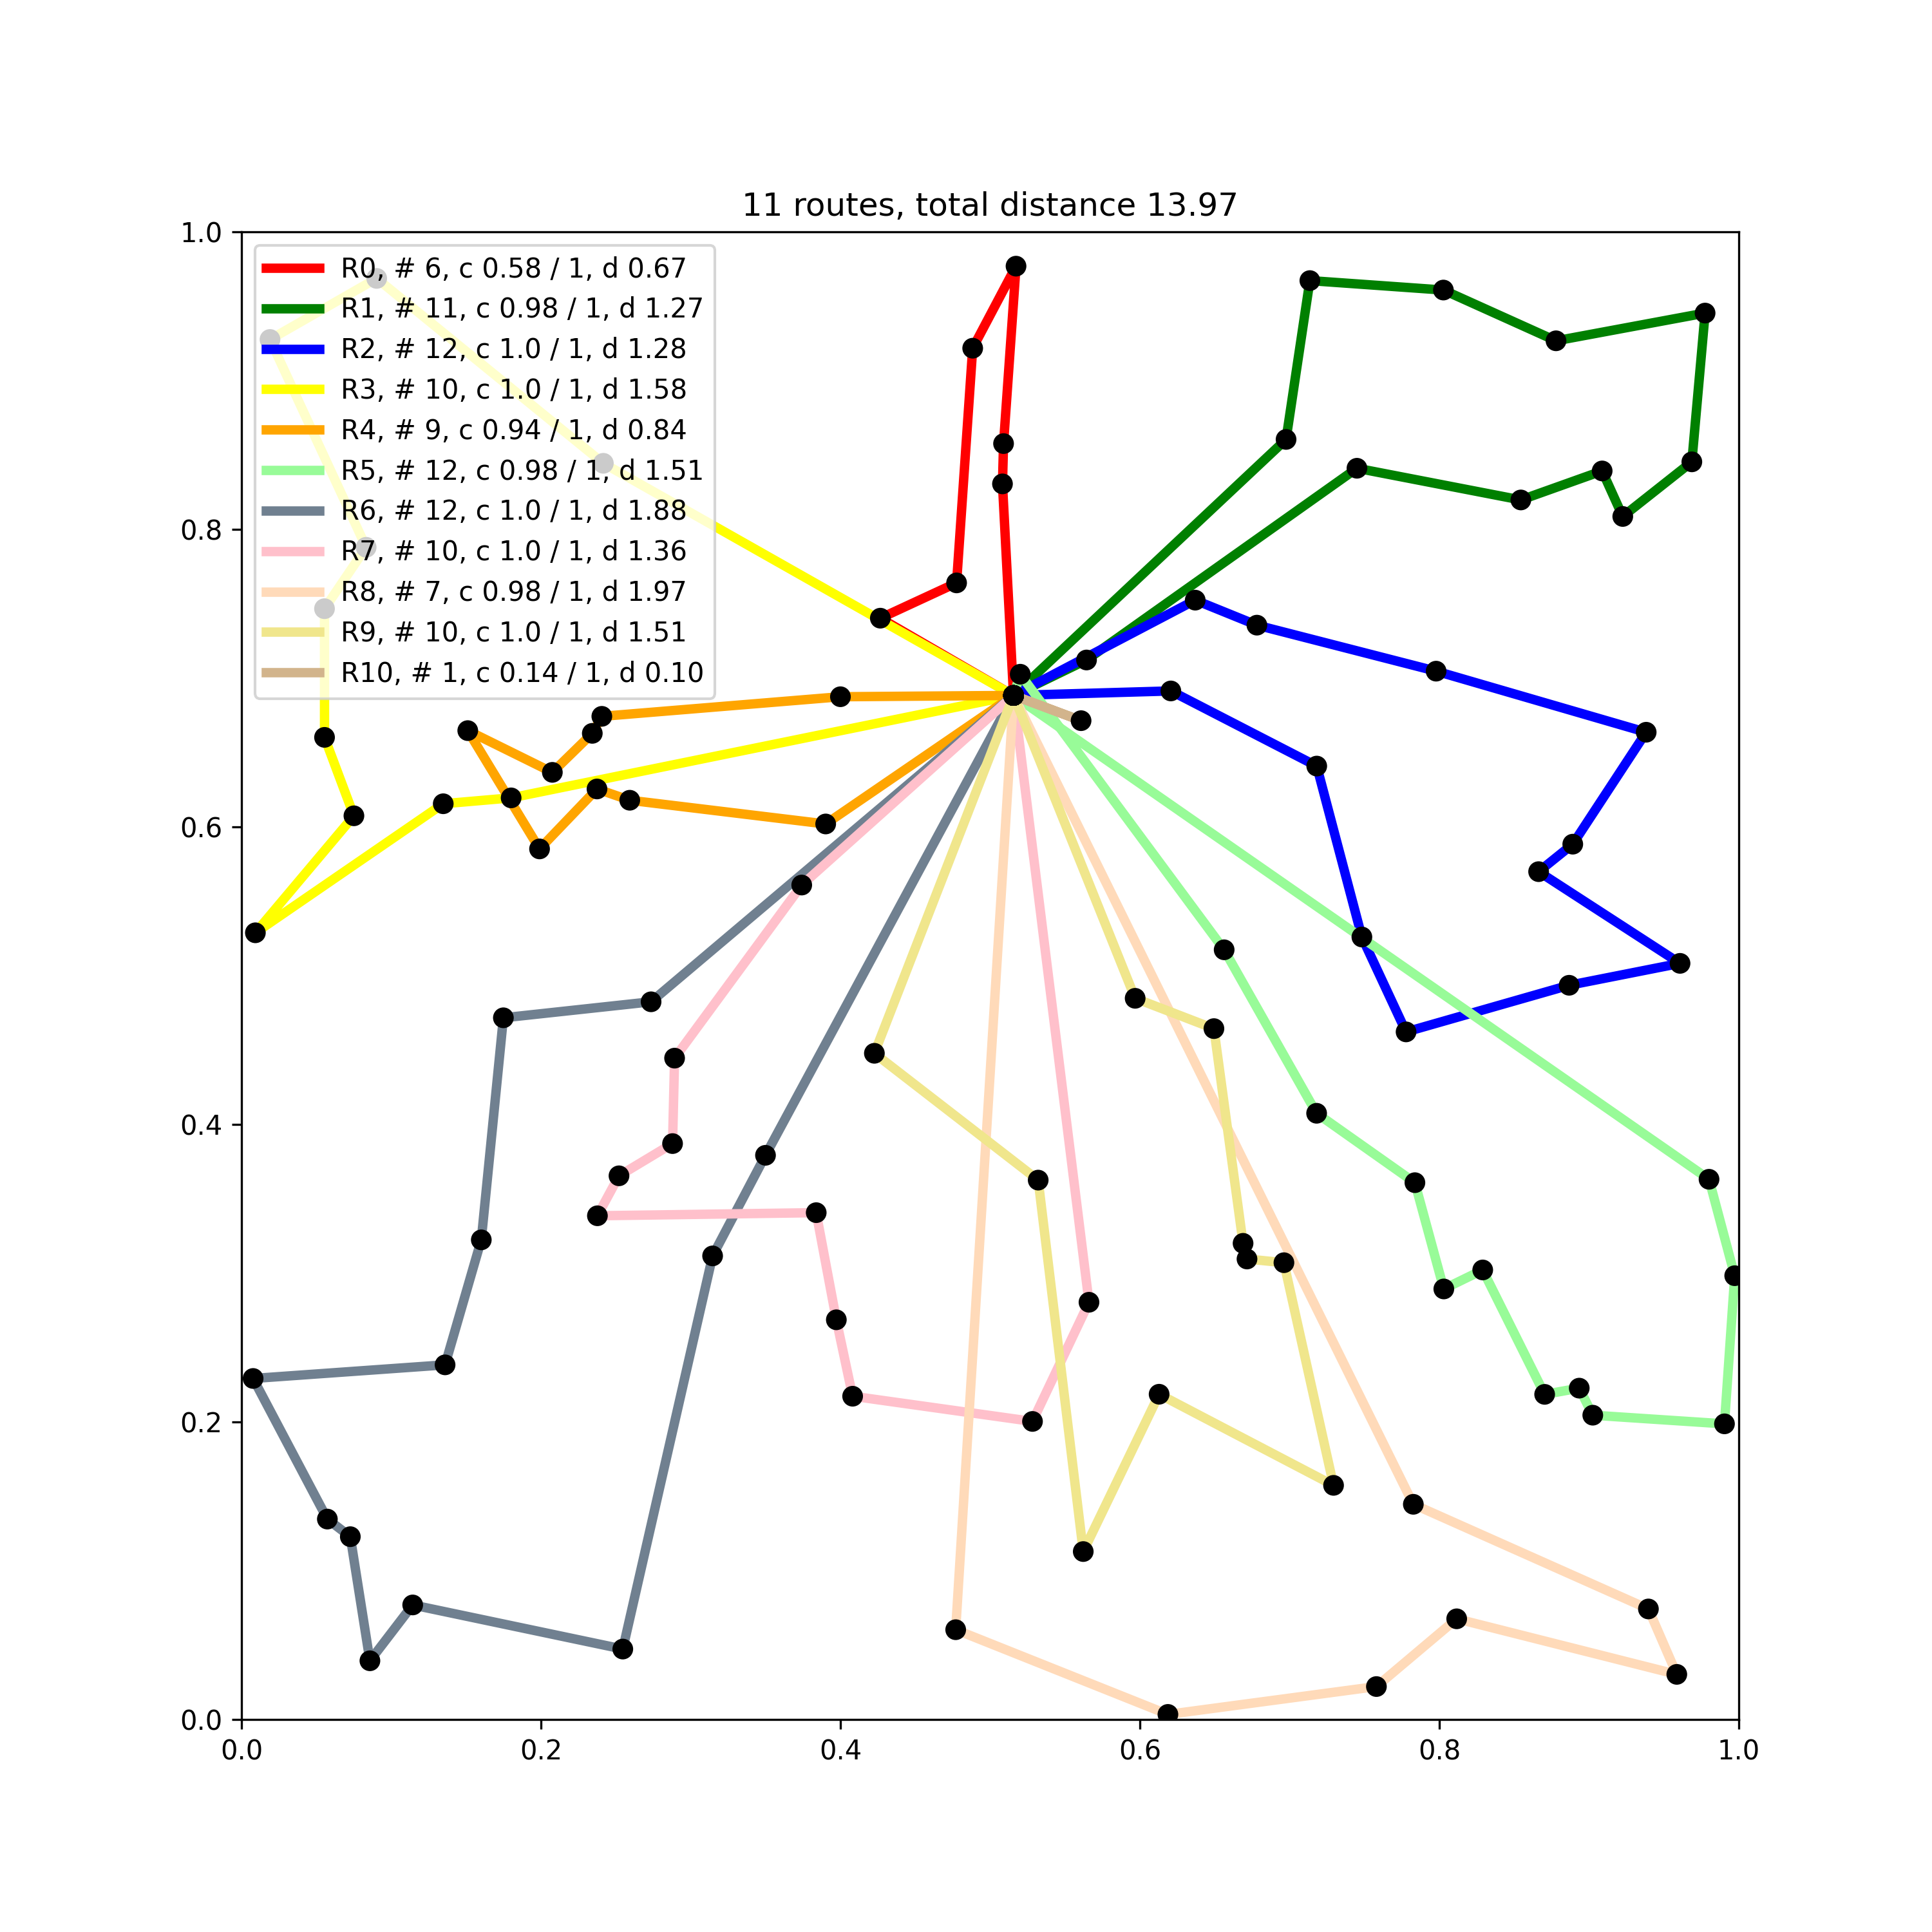 11 routes, total distance 13.97
1.0
0.8
0.6
0.4
0.2
0.0
R0, # 6, c 0.58 / 1, d 0.67
R1, # 11, c 0.98 / 1, d 1.27
R2, # 12, c 1.0 / 1, d 1.28
R3, # 10, c 1.0 / 1, d 1.58
R4, # 9, c 0.94 / 1, d 0.84
R5, # 12, c 0.98 / 1, d 1.51
R6, # 12, c 1.0 / 1, d 1.88
R7, # 10, c 1.0 / 1, d 1.36
R8, # 7, c 0.98 / 1, d 1.97
R9, # 10, c 1.0 / 1, d 1.51
R10, # 1, c 0.14 / 1, d 0.10
0.0 0.2 0.4 0.6 0.8 1.0